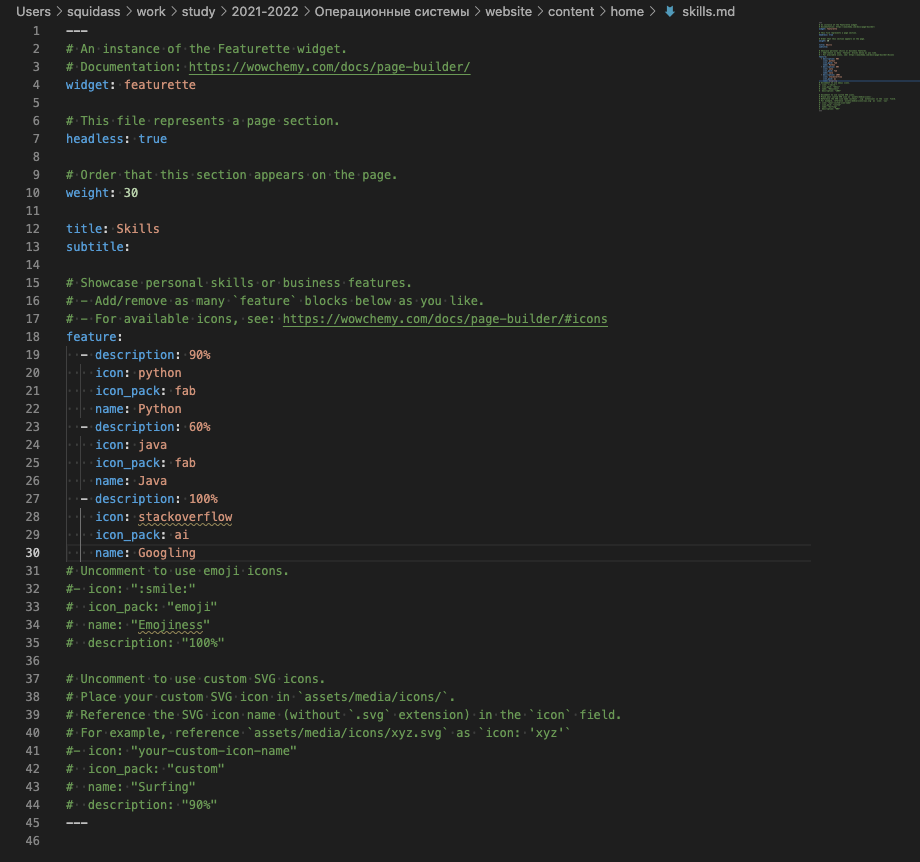 Users > squidass > work > study > 2021-2022 > Операционные системы > website > content > home > skills.md
1 ---
2 # An instance of the Featurette widget.
3 # Documentation: https://wowchemy.com/docs/page-builder/
4 widget: featurette
5
6 # This file represents a page section.
7 headless: true
8
9 # Order that this section appears on the page.
10 weight: 30
11
12 title: Skills
13 subtitle:
14
15 # Showcase personal skills or business features.
16 # - Add/remove as many `feature` blocks below as you like.
17 # - For available icons, see: https://wowchemy.com/docs/page-builder/#icons
18 feature:
19   - description: 90%
20     icon: python
21     icon_pack: fab
22     name: Python
23   - description: 60%
24     icon: java
25     icon_pack: fab
26     name: Java
27   - description: 100%
28     icon: stackoverflow
29     icon_pack: ai
30     name: Googling
31 # Uncomment to use emoji icons.
32 #- icon: ":smile:"
33 #  icon_pack: "emoji"
34 #  name: "Emojiness"
35 #  description: "100%"
36
37 # Uncomment to use custom SVG icons.
38 # Place your custom SVG icon in `assets/media/icons/`.
39 # Reference the SVG icon name (without `.svg` extension) in the `icon` field.
40 # For example, reference `assets/media/icons/xyz.svg` as `icon: 'xyz'`
41 #- icon: "your-custom-icon-name"
42 #  icon_pack: "custom"
43 #  name: "Surfing"
44 #  description: "90%"
45 ---
46